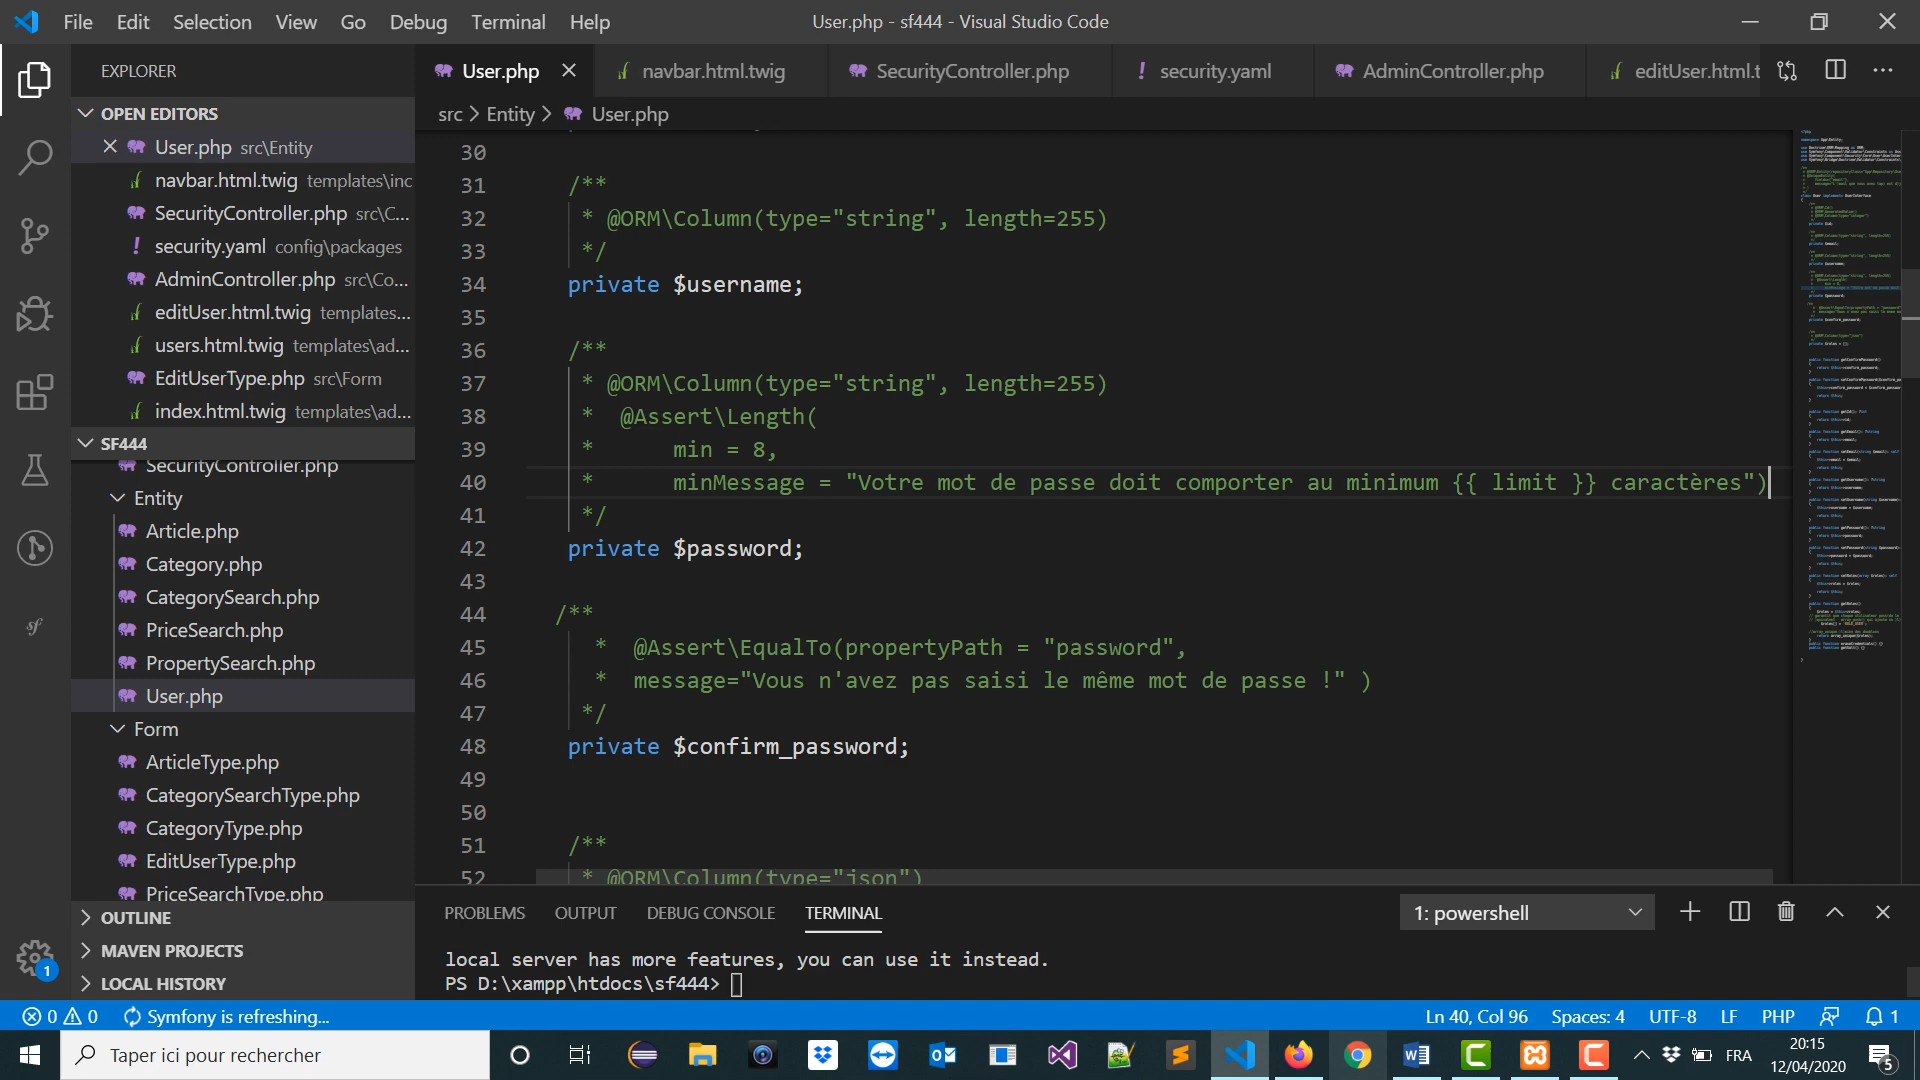 File Edit Selection View Go Debug Terminal Help
User.php - sf444 - Visual Studio Code
EXPLORER
User.php
navbar.html.twig
SecurityController.php
! security.yaml
AdminController.php
editUser.html.t
OPEN EDITORS
User.php src\Entity
navbar.html.twig templates\inc
SecurityController.php src\C...
! security.yaml config\packages
AdminController.php src\Co...
editUser.html.twig templates...
users.html.twig templates\ad...
EditUserType.php src\Form
index.html.twig templates\ad...
SF444
SecurityController.php
Entity
Article.php
Category.php
CategorySearch.php
PriceSearch.php
PropertySearch.php
User.php
Form
ArticleType.php
CategorySearchType.php
CategoryType.php
EditUserType.php
PriceSearchType.php
OUTLINE
MAVEN PROJECTS
LOCAL HISTORY
src > Entity > User.php
30
31 /**
32 * @ORM\Column(type="string", length=255)
33 */
34 private $username;
35
36 /**
37 * @ORM\Column(type="string", length=255)
38 * @Assert\Length(
39 * min = 8,
40 * minMessage = "Votre mot de passe doit comporter au minimum {{ limit }} caractères")
41 */
42 private $password;
43
44 /**
45 * @Assert\EqualTo(propertyPath = "password",
46 * message="Vous n'avez pas saisi le même mot de passe !" )
47 */
48 private $confirm_password;
49
50
51 /**
52 * @ORM\Column(type="json")
PROBLEMS OUTPUT DEBUG CONSOLE TERMINAL
1: powershell
local server has more features, you can use it instead.
PS D:\xampp\htdocs\sf444>
1
0 0 Symfony is refreshing...
Ln 40, Col 96 Spaces: 4 UTF-8 LF PHP 1
Taper ici pour rechercher
FRA
20:15
12/04/2020
5